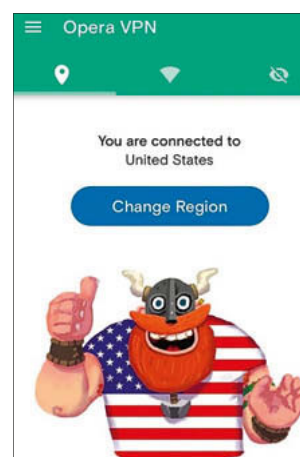 Opera VPN
You are connected to
United States
Change Region